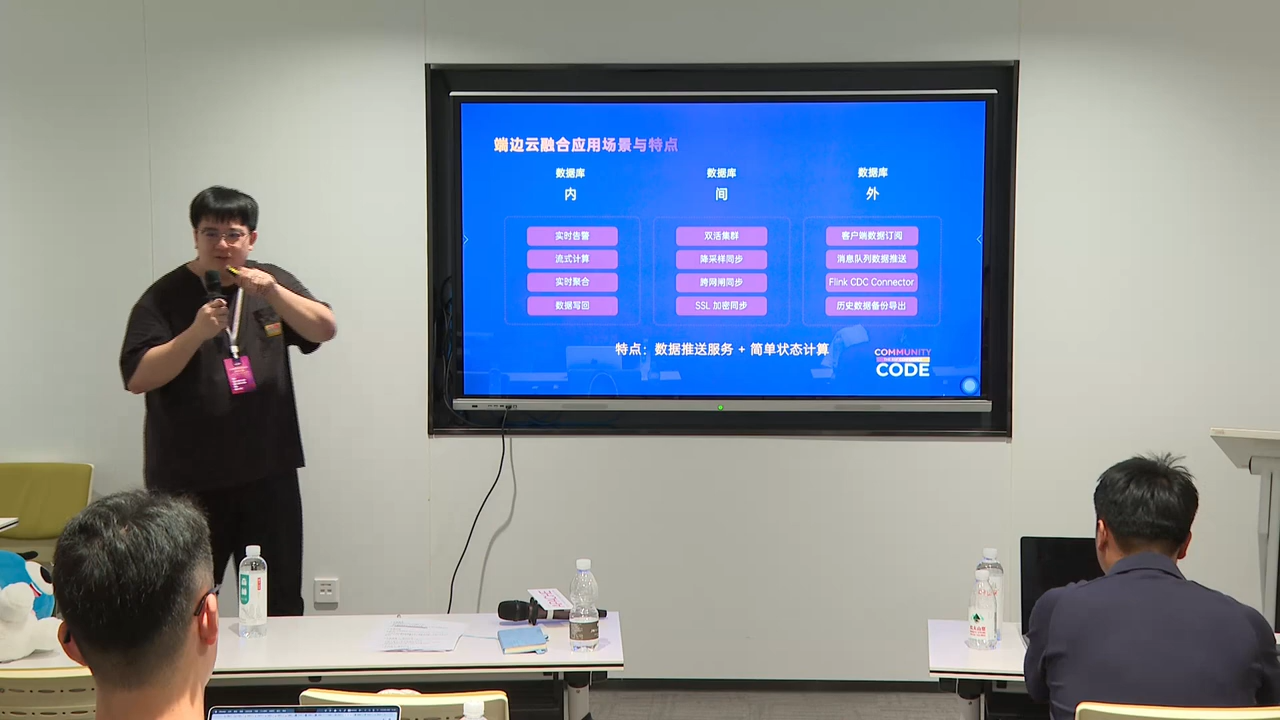 端边云融合应用场景与特点
数据库
内
实时告警
流式计算
实时聚合
数据写回
数据库
间
双活集群
降采样同步
跨网闸同步
SSL 加密同步
数据库
外
客户端数据订阅
消息队列数据推送
Flink CDC Connector
历史数据备份导出
特点：数据推送服务 + 简单状态计算
COMMUNITY
CODE